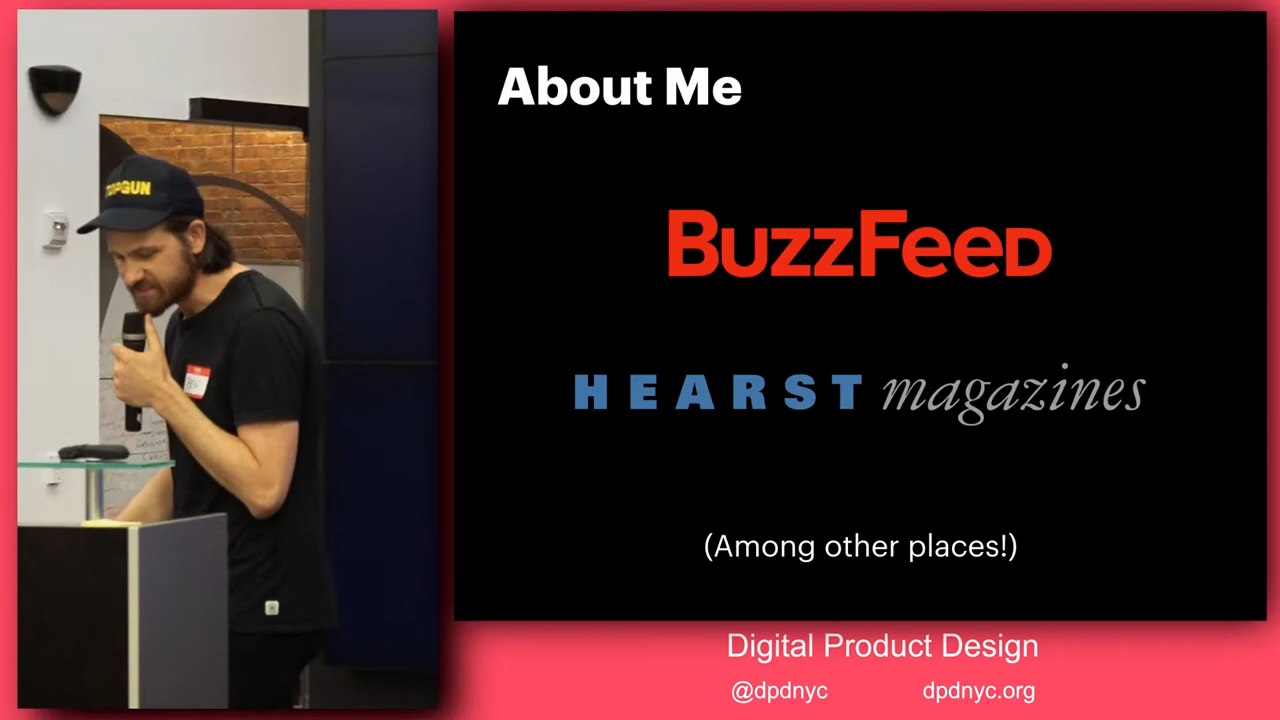 TOPGUN
About Me
BuzzFeed
HEARST magazines
(Among other places!)
Digital Product Design
@dpdnyc dpdnyc.org